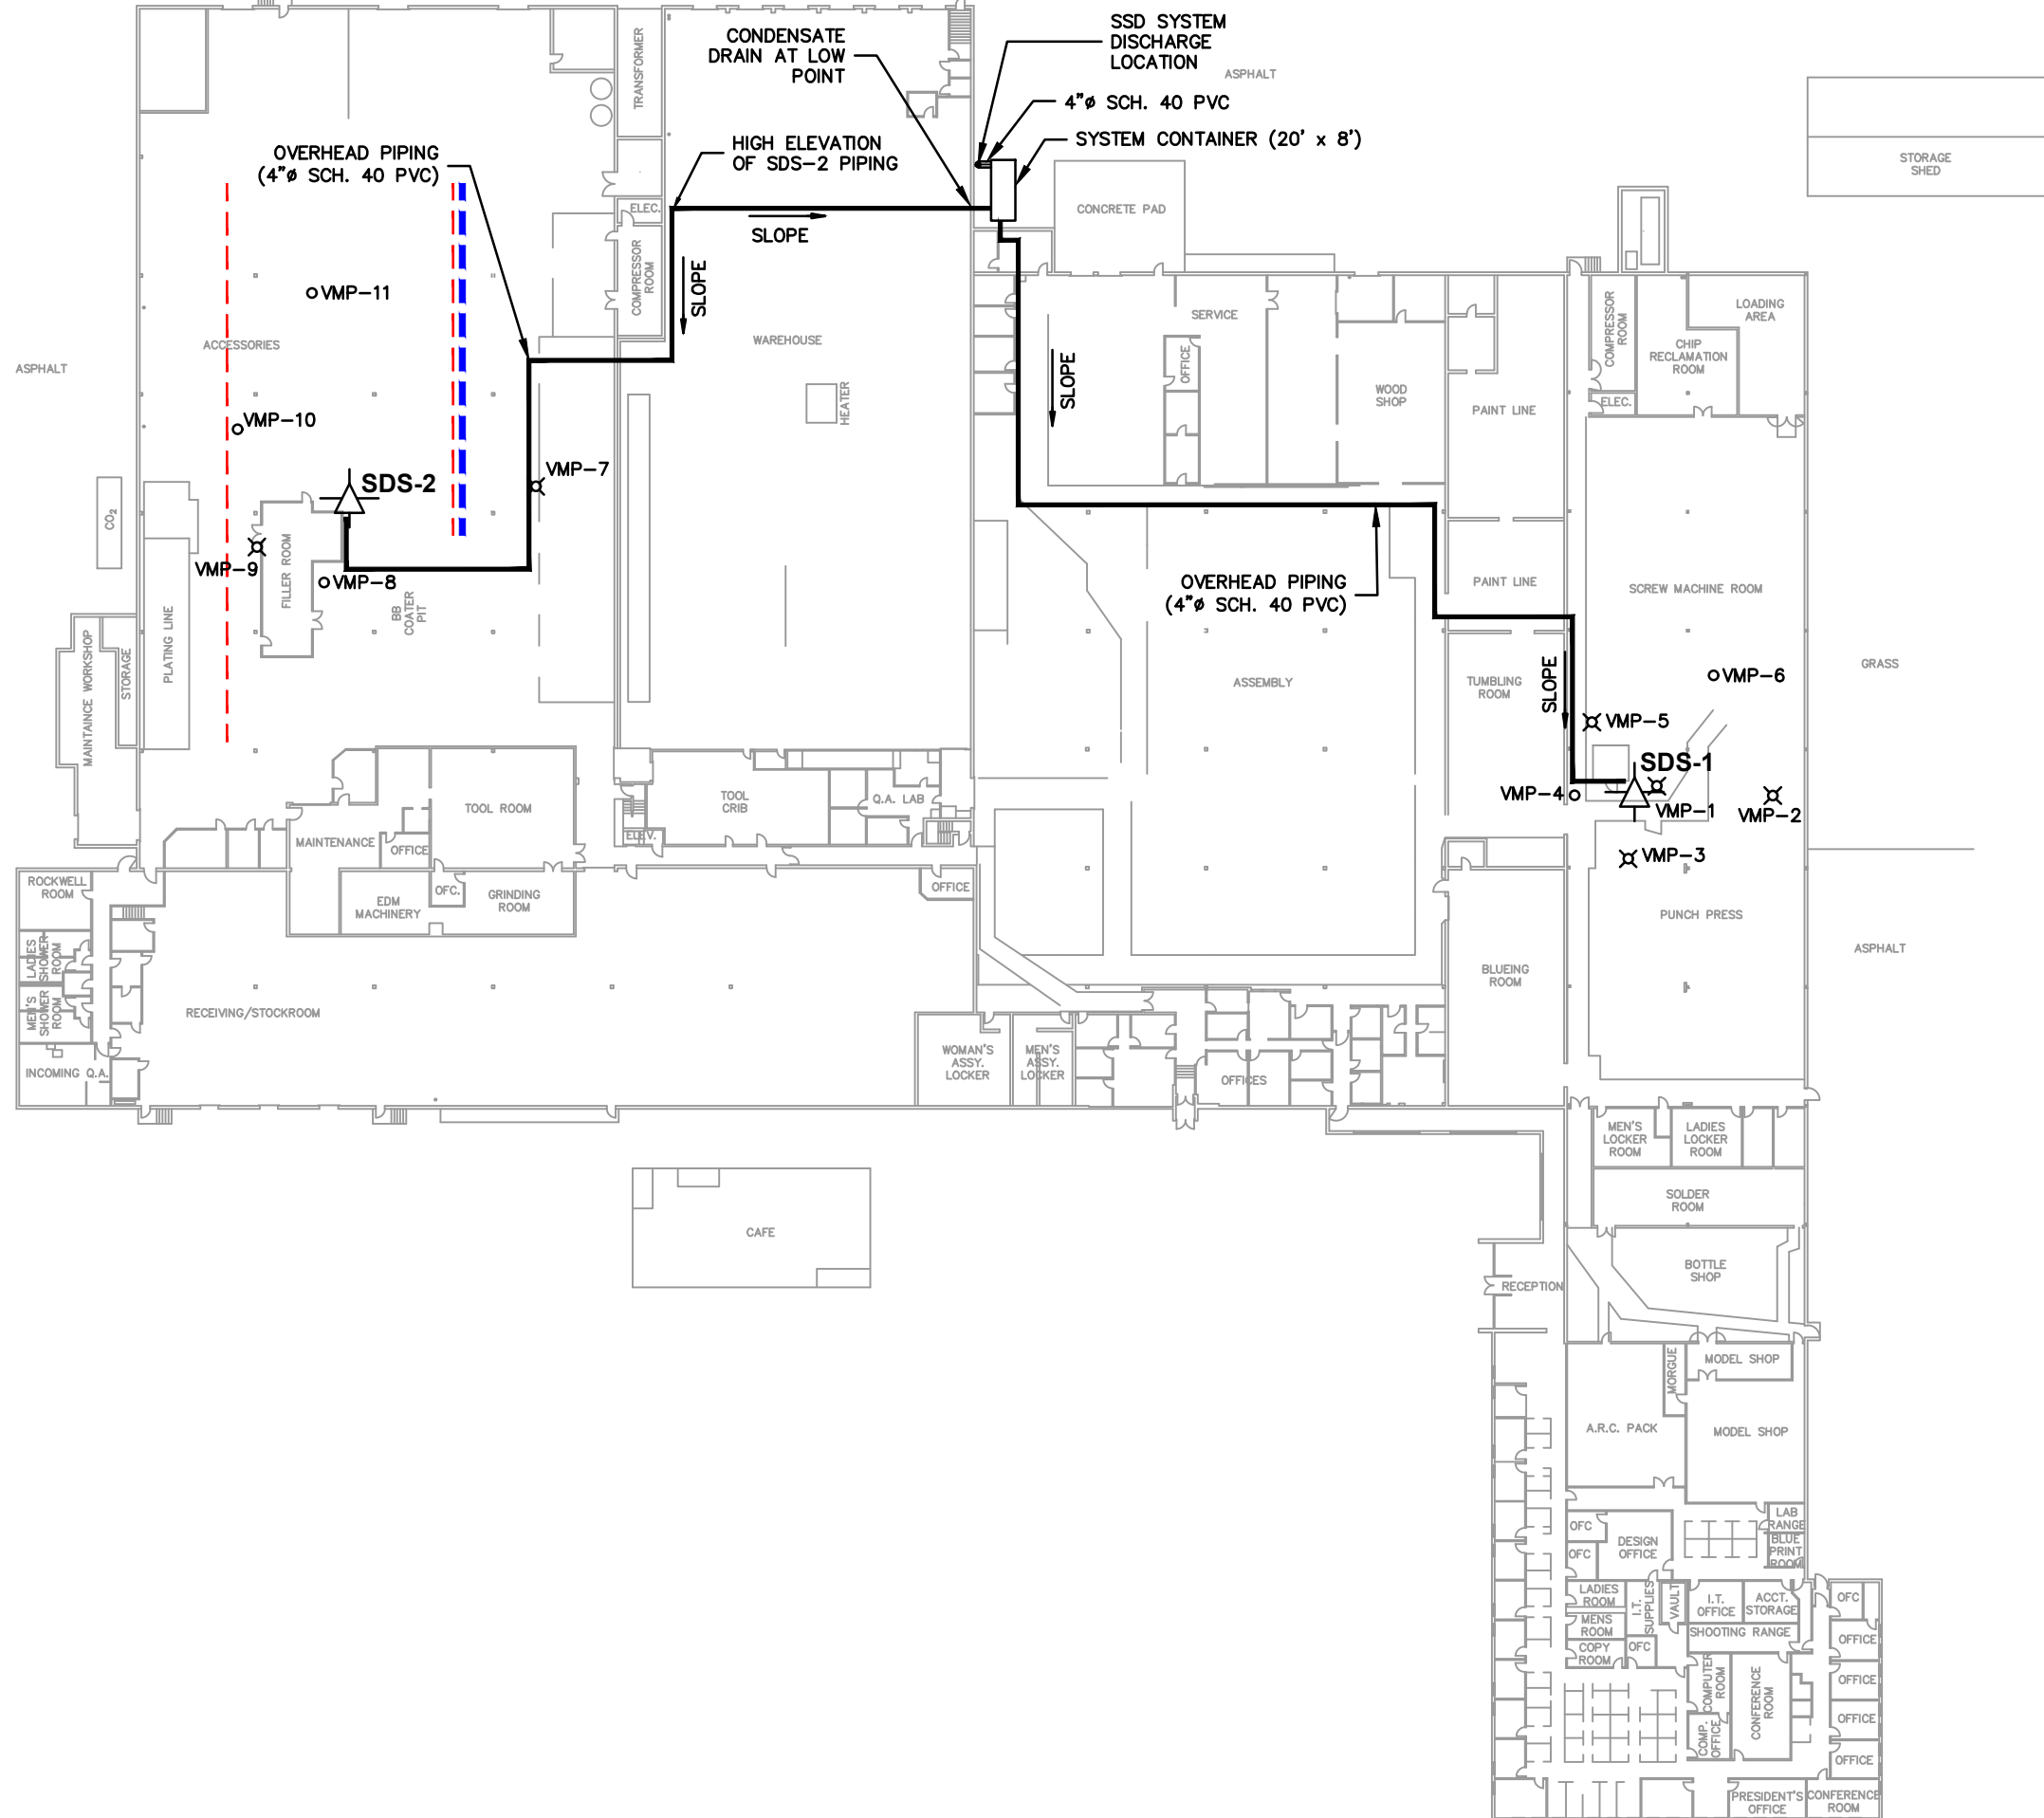 CONDENSATE
DRAIN AT LOW
POINT
SSD SYSTEM
DISCHARGE
LOCATION
ASPHALT
4"ø SCH. 40 PVC
SYSTEM CONTAINER (20' x 8')
TRANSFORMER
OVERHEAD PIPING
(4"ø SCH. 40 PVC)
HIGH ELEVATION
OF SDS-2 PIPING
STORAGE
SHED
ELEC.
SLOPE
CONCRETE PAD
COMPRESSOR
ROOM
SLOPE
VMP-11
ACCESSORIES
WAREHOUSE
SERVICE
COMPRESSOR
ROOM
LOADING
AREA
CHIP
RECLAMATION
ROOM
ASPHALT
SLOPE
OFFICE
WOOD
SHOP
HEATER
ELEC.
PAINT LINE
VMP-10
VMP-7
SDS-2
CO2
VMP-9
FILLER ROOM
VMP-8
BB
COATER
PIT
OVERHEAD PIPING
(4"ø SCH. 40 PVC)
PAINT LINE
SCREW MACHINE ROOM
PLATING LINE
MAINTAINCE WORKSHOP
STORAGE
ASSEMBLY
TUMBLING
ROOM
SLOPE
VMP-6
GRASS
VMP-5
SDS-1
VMP-4
VMP-1
VMP-2
VMP-3
TOOL ROOM
TOOL
CRIB
Q.A. LAB
ELEV.
MAINTENANCE
OFFICE
ROCKWELL
ROOM
EDM
MACHINERY
OFC.
GRINDING
ROOM
OFFICE
PUNCH PRESS
ASPHALT
LADIES
SHOWER
ROOM
MEN'S
SHOWER
ROOM
BLUEING
ROOM
RECEIVING/STOCKROOM
INCOMING Q.A.
WOMAN'S
ASSY.
LOCKER
MEN'S
ASSY.
LOCKER
OFFICES
MEN'S
LOCKER
ROOM
LADIES
LOCKER
ROOM
SOLDER
ROOM
CAFE
BOTTLE
SHOP
RECEPTION
MORGUE
MODEL SHOP
A.R.C. PACK
MODEL SHOP
LAB
RANGE
OFC
DESIGN
OFFICE
BLUE
PRINT
ROOM
OFC
LADIES
ROOM
I.T.
SUPPLIES
VAULT
I.T.
OFFICE
ACCT.
STORAGE
OFC
MENS
ROOM
SHOOTING RANGE
OFFICE
COPY
ROOM
OFC
COMPUTER
ROOM
CONFERENCE
ROOM
OFFICE
COMP.
OFFICE
OFFICE
OFFICE
PRESIDENT'S
OFFICE
CONFERENCE
ROOM